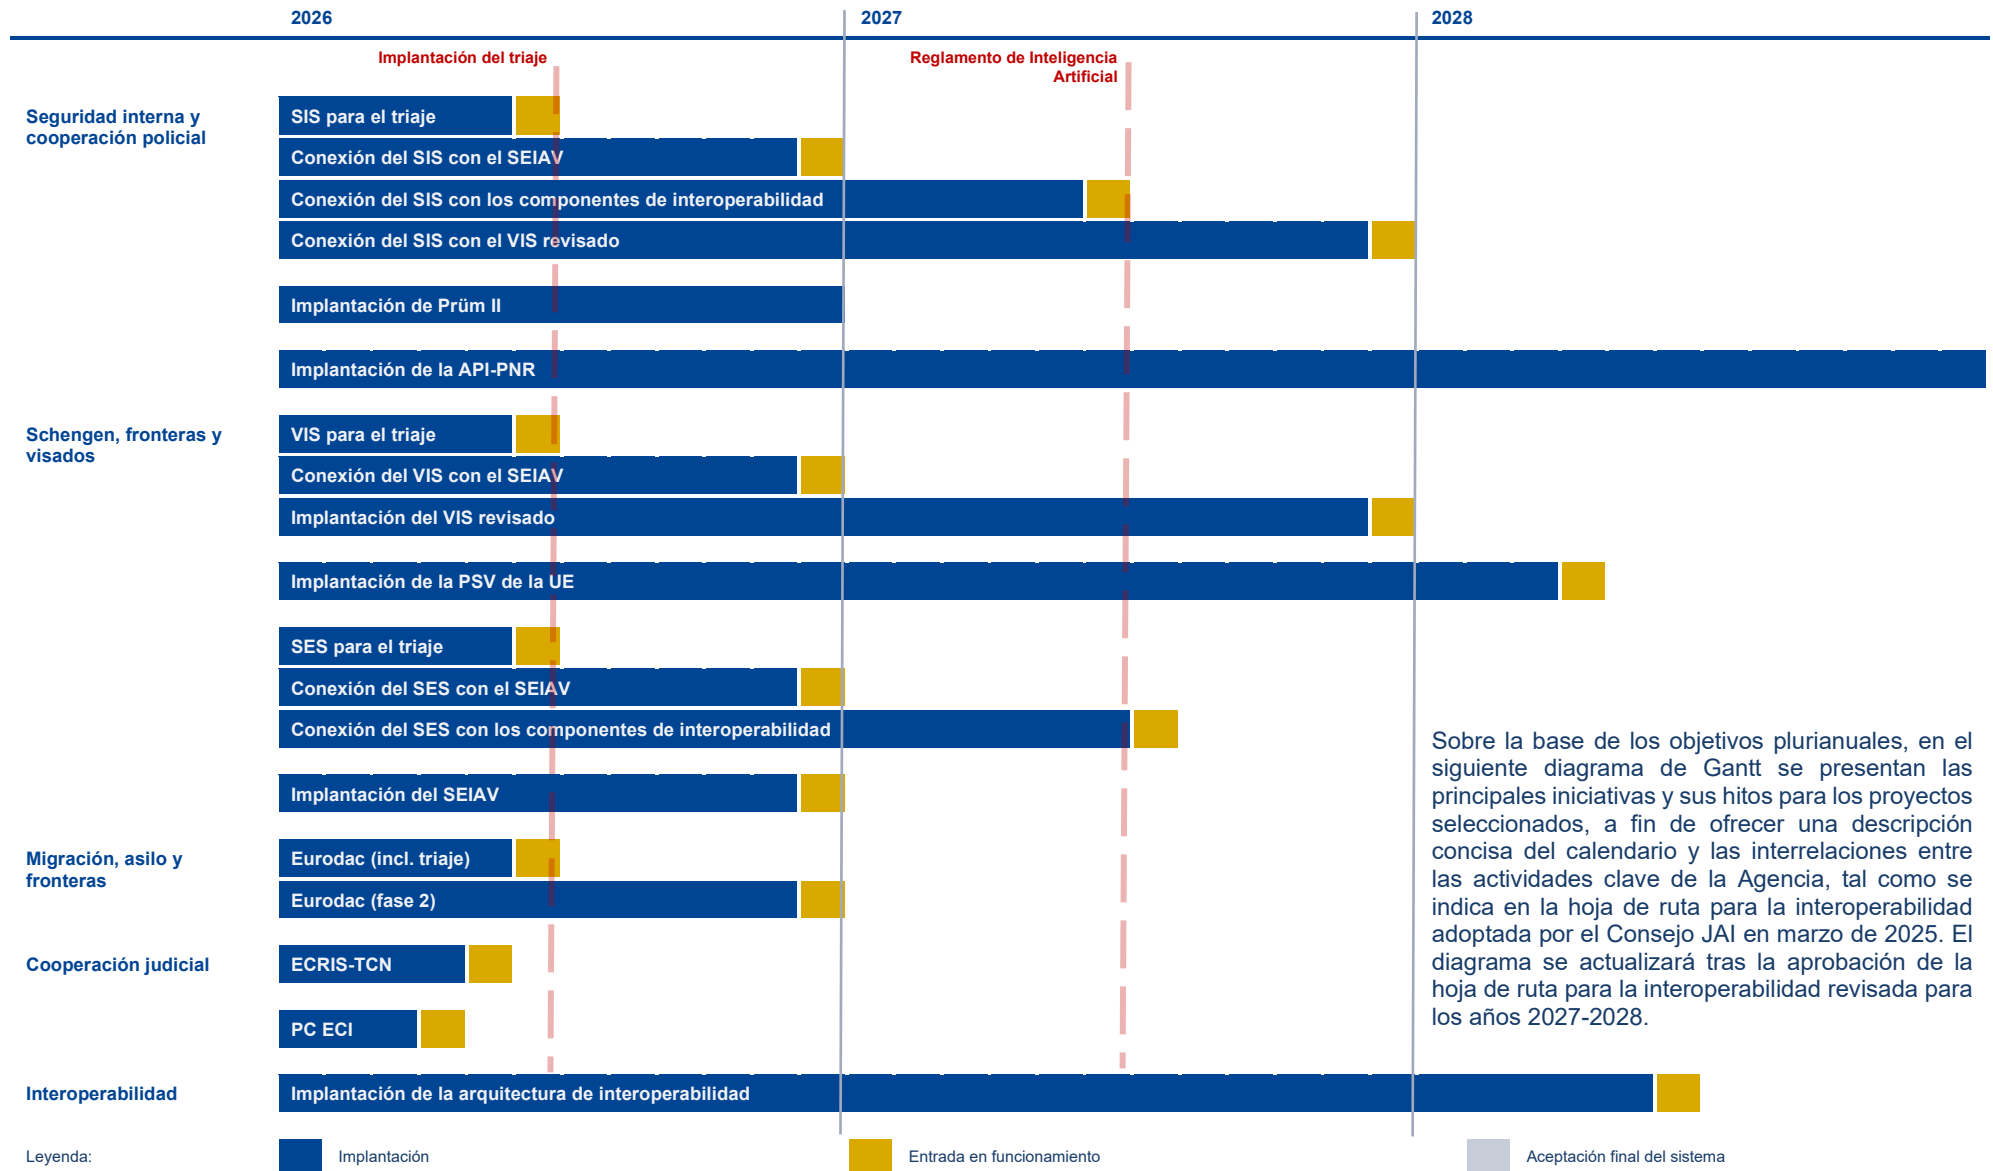 2026
2027
2028
Implantación del triaje
Reglamento de Inteligencia
Artificial
Seguridad interna y
cooperación policial
SIS para el triaje
Conexión del SIS con el SEIAV
Conexión del SIS con los componentes de interoperabilidad
Conexión del SIS con el VIS revisado
Implantación de Prüm II
Implantación de la API-PNR
Schengen, fronteras y
visados
VIS para el triaje
Conexión del VIS con el SEIAV
Implantación del VIS revisado
Implantación de la PSV de la UE
SES para el triaje
Conexión del SES con el SEIAV
Conexión del SES con los componentes de interoperabilidad
Implantación del SEIAV
Migración, asilo y
fronteras
Eurodac (incl. triaje)
Eurodac (fase 2)
Cooperación judicial
ECRIS-TCN
PC ECI
Interoperabilidad
Implantación de la arquitectura de interoperabilidad
Sobre la base de los objetivos plurianuales, en el
siguiente diagrama de Gantt se presentan las
principales iniciativas y sus hitos para los proyectos
seleccionados, a fin de ofrecer una descripción
concisa del calendario y las interrelaciones entre
las actividades clave de la Agencia, tal como se
indica en la hoja de ruta para la interoperabilidad
adoptada por el Consejo JAI en marzo de 2025. El
diagrama se actualizará tras la aprobación de la
hoja de ruta para la interoperabilidad revisada para
los años 2027-2028.
Leyenda:
Implantación
Entrada en funcionamiento
Aceptación final del sistema